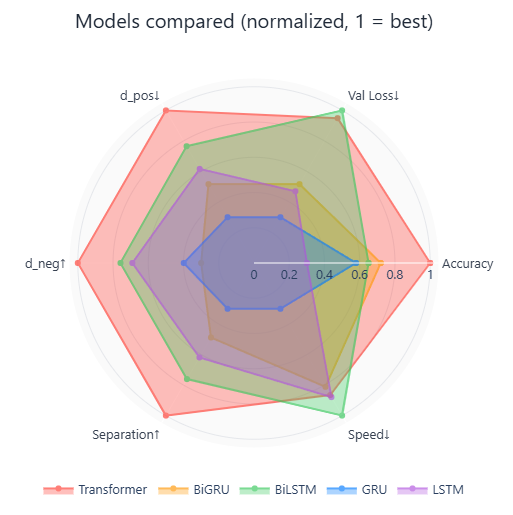 Models compared (normalized, 1 = best)
d_pos↓
Val Loss↓
d_neg↑
0 0.2 0.4 0.6 0.8 1
Accuracy
Separation↑
Speed↓
Transformer BiGRU BiLSTM GRU LSTM